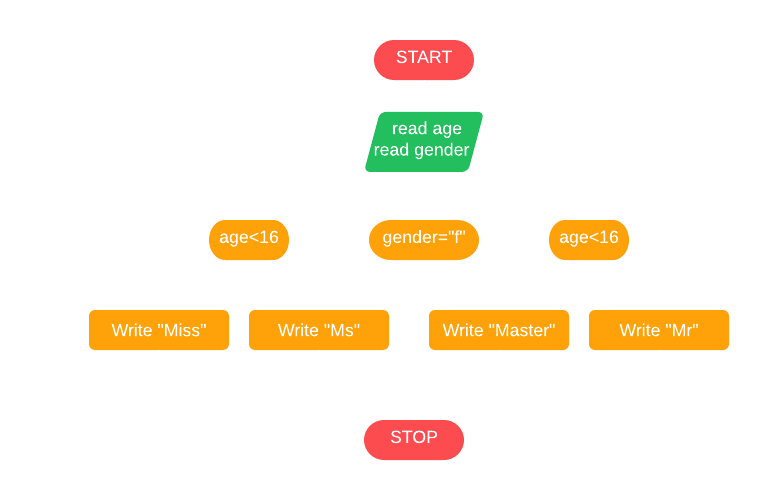 START
read age
read gender
age<16
gender="f"
age<16
Write "Miss"
Write "Ms"
Write "Master"
Write "Mr"
STOP